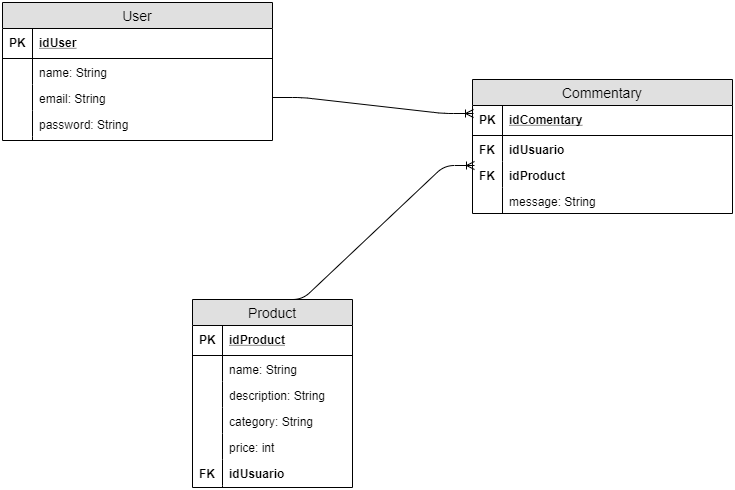 User
PK idUser
name: String
email: String
password: String
Commentary
PK idComentary
FK idUsuario
FK idProduct
message: String
Product
PK idProduct
name: String
description: String
category: String
price: int
FK idUsuario